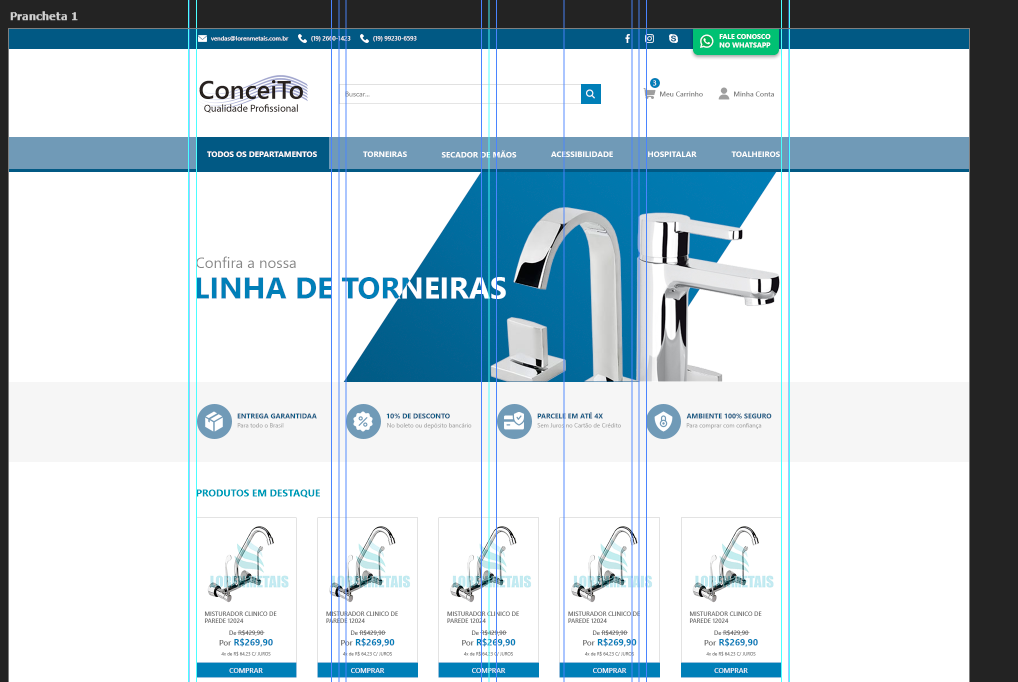 Prancheta 1
vendas@lorenmetais.com.br (19) 2660-1423 (19) 99230-6593
FALE CONOSCO
NO WHATSAPP
ConceiTo
Qualidade Profissional
Buscar...
3
Meu Carrinho Minha Conta
TODOS OS DEPARTAMENTOS TORNEIRAS SECADOR DE MÃOS ACESSIBILIDADE HOSPITALAR TOALHEIROS
Confira a nossa
LINHA DE TORNEIRAS
ENTREGA GARANTIDAA
Para todo o Brasil
10% DE DESCONTO
No boleto ou depósito bancário
PARCELE EM ATÉ 4X
Sem Juros no Cartão de Crédito
AMBIENTE 100% SEGURO
Para comprar com confiança
PRODUTOS EM DESTAQUE
LORENMETAIS
MISTURADOR CLINICO DE
PAREDE 12024
De R$429,90
Por R$269,90
4x de R$ 64,23 C/ JUROS
COMPRAR
LORENMETAIS
MISTURADOR CLINICO DE
PAREDE 12024
De R$429,90
Por R$269,90
4x de R$ 64,23 C/ JUROS
COMPRAR
LORENMETAIS
MISTURADOR CLINICO DE
PAREDE 12024
De R$429,90
Por R$269,90
4x de R$ 64,23 C/ JUROS
COMPRAR
LORENMETAIS
MISTURADOR CLINICO DE
PAREDE 12024
De R$429,90
Por R$269,90
4x de R$ 64,23 C/ JUROS
COMPRAR
LORENMETAIS
MISTURADOR CLINICO DE
PAREDE 12024
De R$429,90
Por R$269,90
4x de R$ 64,23 C/ JUROS
COMPRAR